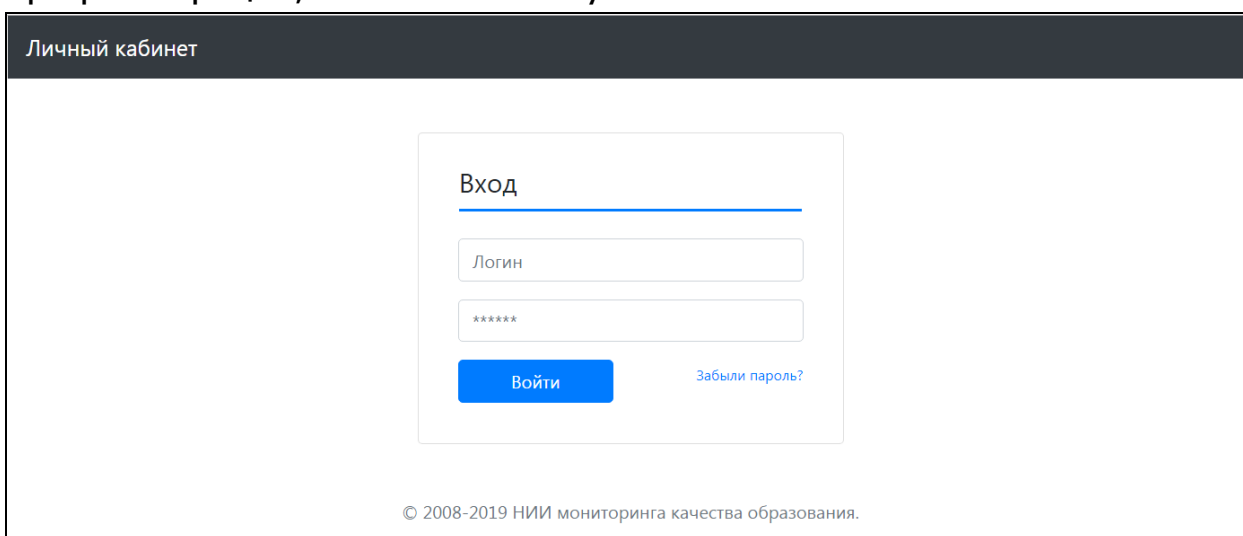 Личный кабинет
Вход
Логин
******
Войти
Забыли пароль?
© 2008-2019 НИИ мониторинга качества образования.